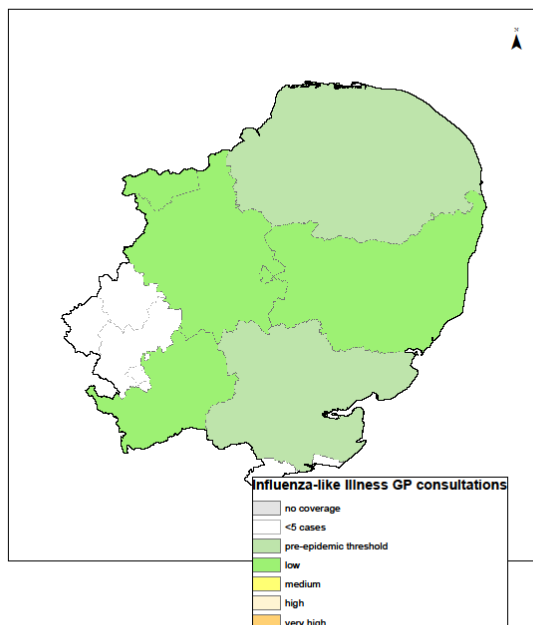 N
Influenza-like Illness GP consultations
no coverage
<5 cases
pre-epidemic threshold
low
medium
high
very high